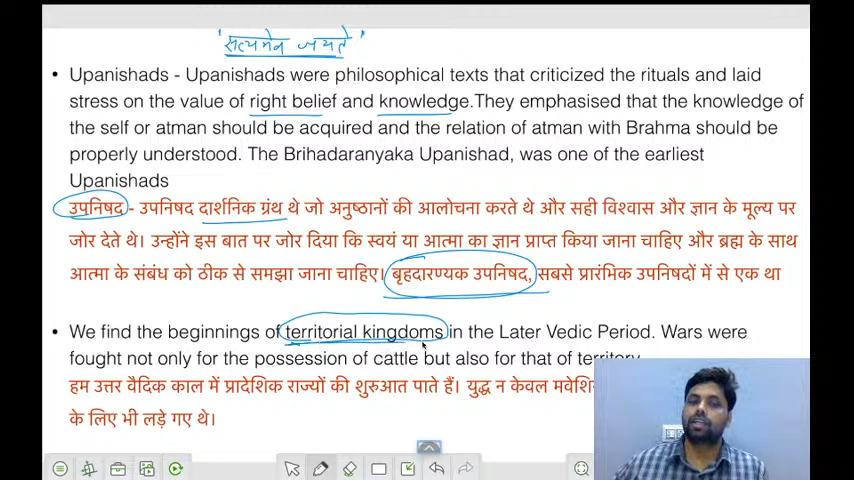 'सत्यमेव जयते'
• Upanishads - Upanishads were philosophical texts that criticized the rituals and laid
stress on the value of right belief and knowledge.They emphasised that the knowledge of
the self or atman should be acquired and the relation of atman with Brahma should be
properly understood. The Brihadaranyaka Upanishad, was one of the earliest
Upanishads
उपनिषद - उपनिषद दार्शनिक ग्रंथ थे जो अनुष्ठानों की आलोचना करते थे और सही विश्वास और ज्ञान के मूल्य पर
जोर देते थे। उन्होंने इस बात पर जोर दिया कि स्वयं या आत्मा का ज्ञान प्राप्त किया जाना चाहिए और ब्रह्म के साथ
आत्मा के संबंध को ठीक से समझा जाना चाहिए। बृहदारण्यक उपनिषद, सबसे प्रारंभिक उपनिषदों में से एक था
• We find the beginnings of territorial kingdoms in the Later Vedic Period. Wars were
fought not only for the possession of cattle but also for that of territory
हम उत्तर वैदिक काल में प्रादेशिक राज्यों की शुरुआत पाते हैं। युद्ध न केवल
के लिए भी लड़े गए थे।